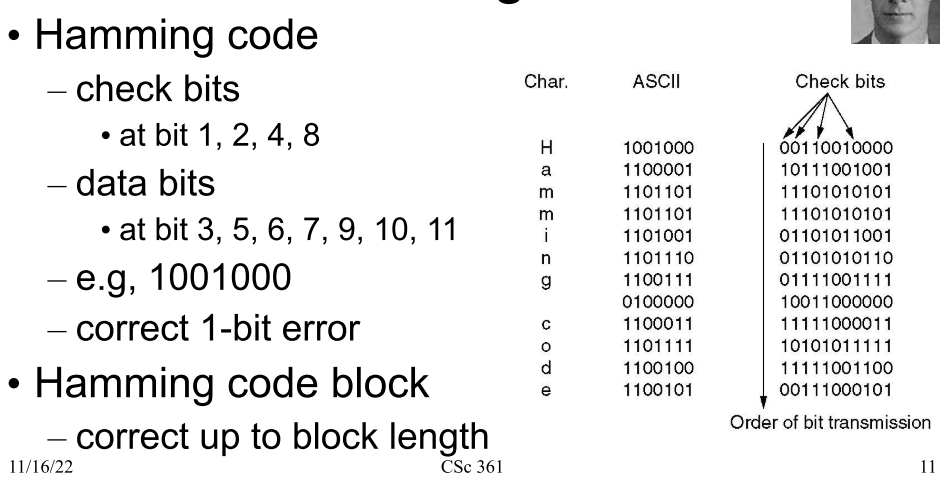 • Hamming code
– check bits
• at bit 1, 2, 4, 8
– data bits
• at bit 3, 5, 6, 7, 9, 10, 11
– e.g, 1001000
– correct 1-bit error
• Hamming code block
– correct up to block length
Char. ASCII Check bits
H 1001000 00110010000
a 1100001 10111001001
m 1101101 11101010101
m 1101101 11101010101
i 1101001 01101011001
n 1101110 01101010110
g 1100111 01111001111
0100000 10011000000
c 1100011 11111000011
o 1101111 10101011111
d 1100100 11111001100
e 1100101 00111000101
Order of bit transmission
11/16/22 CSc 361 11